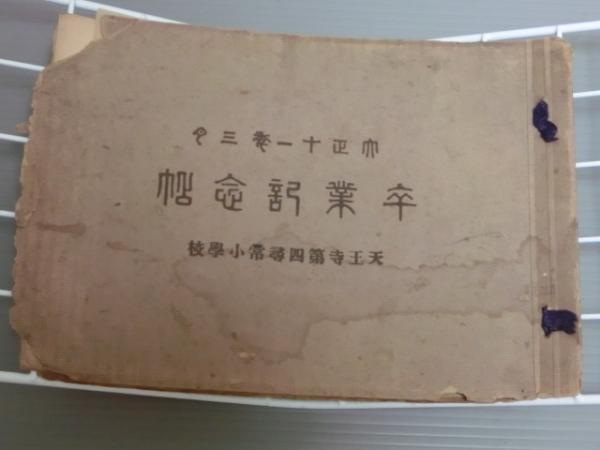 大正十一年三月
卒業記念帖
天王寺第四尋常小學校